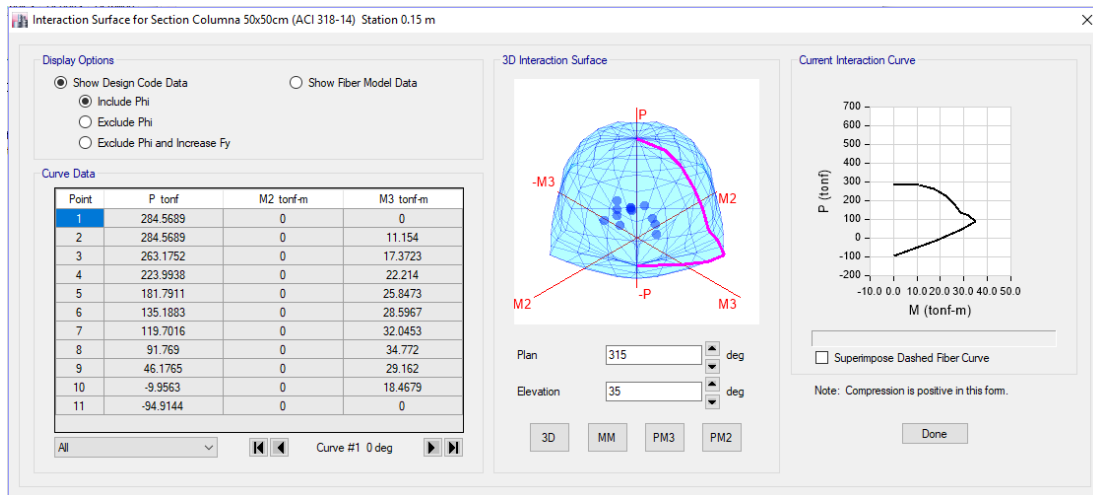 Interaction Surface for Section Columna 50x50cm (ACI 318-14) Station 0.15 m
Display Options
Show Design Code Data
Show Fiber Model Data
Include Phi
Exclude Phi
Exclude Phi and Increase Fy
Curve Data
Point P tonf M2 tonf-m M3 tonf-m
1 284.5689 0 0
2 284.5689 0 11.154
3 263.1752 0 17.3723
4 223.9938 0 22.214
5 181.7911 0 25.8473
6 135.1883 0 28.5967
7 119.7016 0 32.0453
8 91.769 0 34.772
9 46.1765 0 29.162
10 -9.9563 0 18.4679
11 -94.9144 0 0
All
Curve #1 0 deg
3D Interaction Surface
P
-M3
M2
M2
-P
M3
Plan 315 deg
Elevation 35 deg
3D MM PM3 PM2
Current Interaction Curve
700
600
500
400
300
200
100
0
-100
-200
P (tonf)
-10.0 0.0 10.0 20.0 30.0 40.0 50.0
M (tonf-m)
Superimpose Dashed Fiber Curve
Note: Compression is positive in this form.
Done